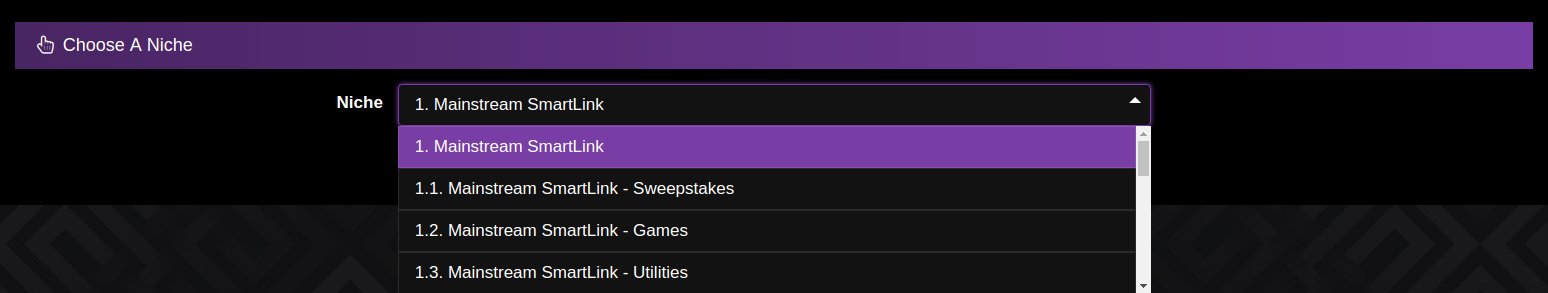 Choose A Niche
Niche
1. Mainstream SmartLink
1. Mainstream SmartLink
1.1. Mainstream SmartLink - Sweepstakes
1.2. Mainstream SmartLink - Games
1.3. Mainstream SmartLink - Utilities